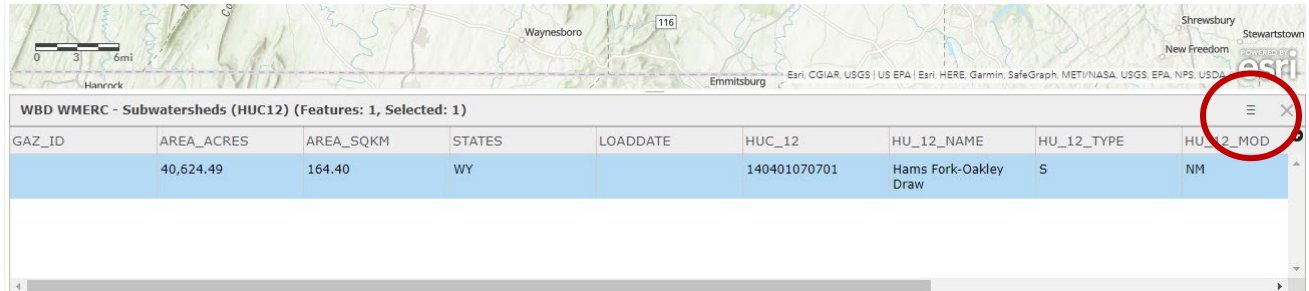 116
Waynesboro
Shrewsbury
Stewartstown
New Freedom
0 3 6mi
POWERED BY
esri
Esri, CGIAR, USGS | US EPA | Esri, HERE, Garmin, SafeGraph, METI/NASA, USGS, EPA, NPS, USDA
Hancock
Emmitsburg
WBD WMERC - Subwatersheds (HUC12) (Features: 1, Selected: 1)
GAZ_ID AREA_ACRES AREA_SQKM STATES LOADDATE HUC_12 HU_12_NAME HU_12_TYPE HU_12_MOD
40,624.49 164.40 WY 140401070701 Hams Fork-Oakley S NM
Draw